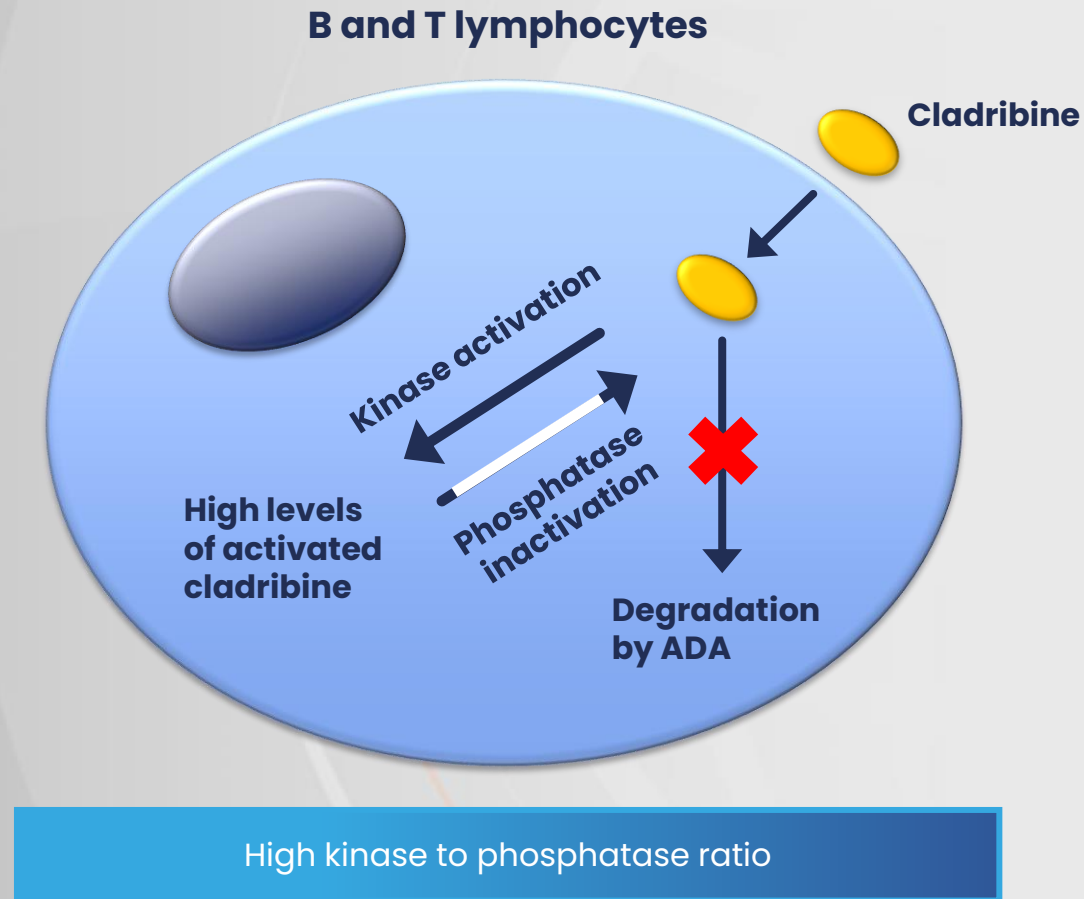 B and T lymphocytes
Cladribine
Kinase activation
Phosphatase
inactivation
High levels
of activated
cladribine
Degradation
by ADA
High kinase to phosphatase ratio